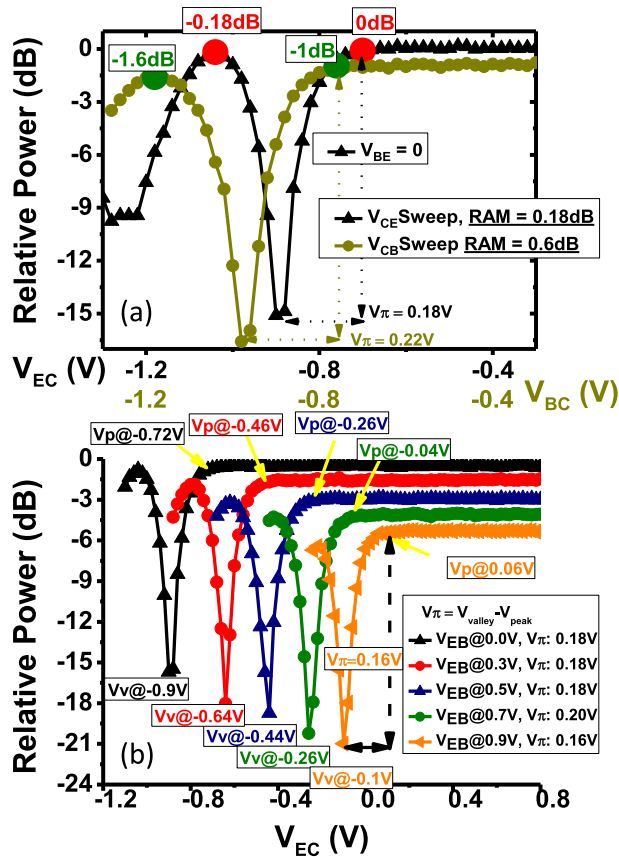 -0.18dB
0dB
-1.6dB
-1dB
Relative Power (dB)
0
-3
-6
-9
-12
-15
V_BE = 0
V_CE Sweep, RAM = 0.18dB
V_CB Sweep RAM = 0.6dB
(a)
Vπ = 0.18V
Vπ = 0.22V
V_EC (V)
-1.2
-0.8
-0.4
-1.2
-0.8
-0.4
V_BC (V)
Vp@-0.72V
Vp@-0.46V
Vp@-0.26V
Vp@-0.04V
Vp@0.06V
Relative Power (dB)
0
-3
-6
-9
-12
-15
-18
-21
-24
Vπ = V_valley-V_peak
V_EB@0.0V, Vπ: 0.18V
V_EB@0.3V, Vπ: 0.18V
V_EB@0.5V, Vπ: 0.18V
V_EB@0.7V, Vπ: 0.20V
V_EB@0.9V, Vπ: 0.16V
Vπ=0.16V
Vv@-0.9V
Vv@-0.64V
Vv@-0.44V
Vv@-0.26V
Vv@-0.1V
(b)
-1.2
-0.8
-0.4
0.0
0.4
0.8
V_EC (V)